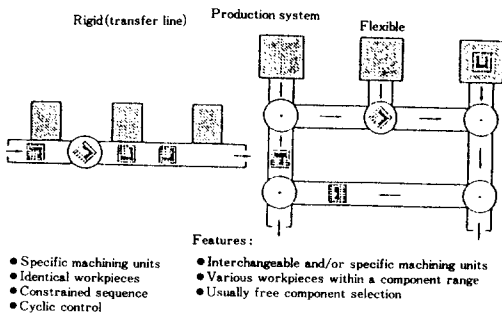 Production system
Rigid(transfer line)
Flexible
Features:
● Specific machining units
● Identical workpieces
● Constrained sequence
● Cyclic control
● Interchangeable and/or specific machining units
● Various workpieces within a component range
● Usually free component selection